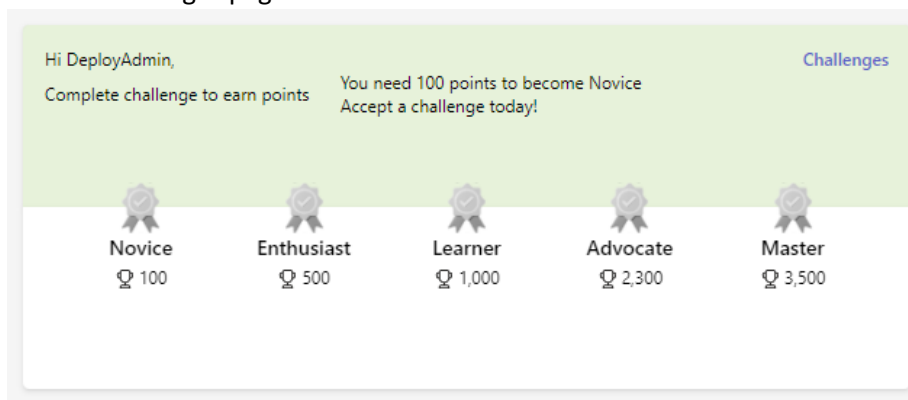 Hi DeployAdmin,
Challenges
Complete challenge to earn points
You need 100 points to become Novice
Accept a challenge today!
Novice
Enthusiast
Learner
Advocate
Master
100
500
1,000
2,300
3,500